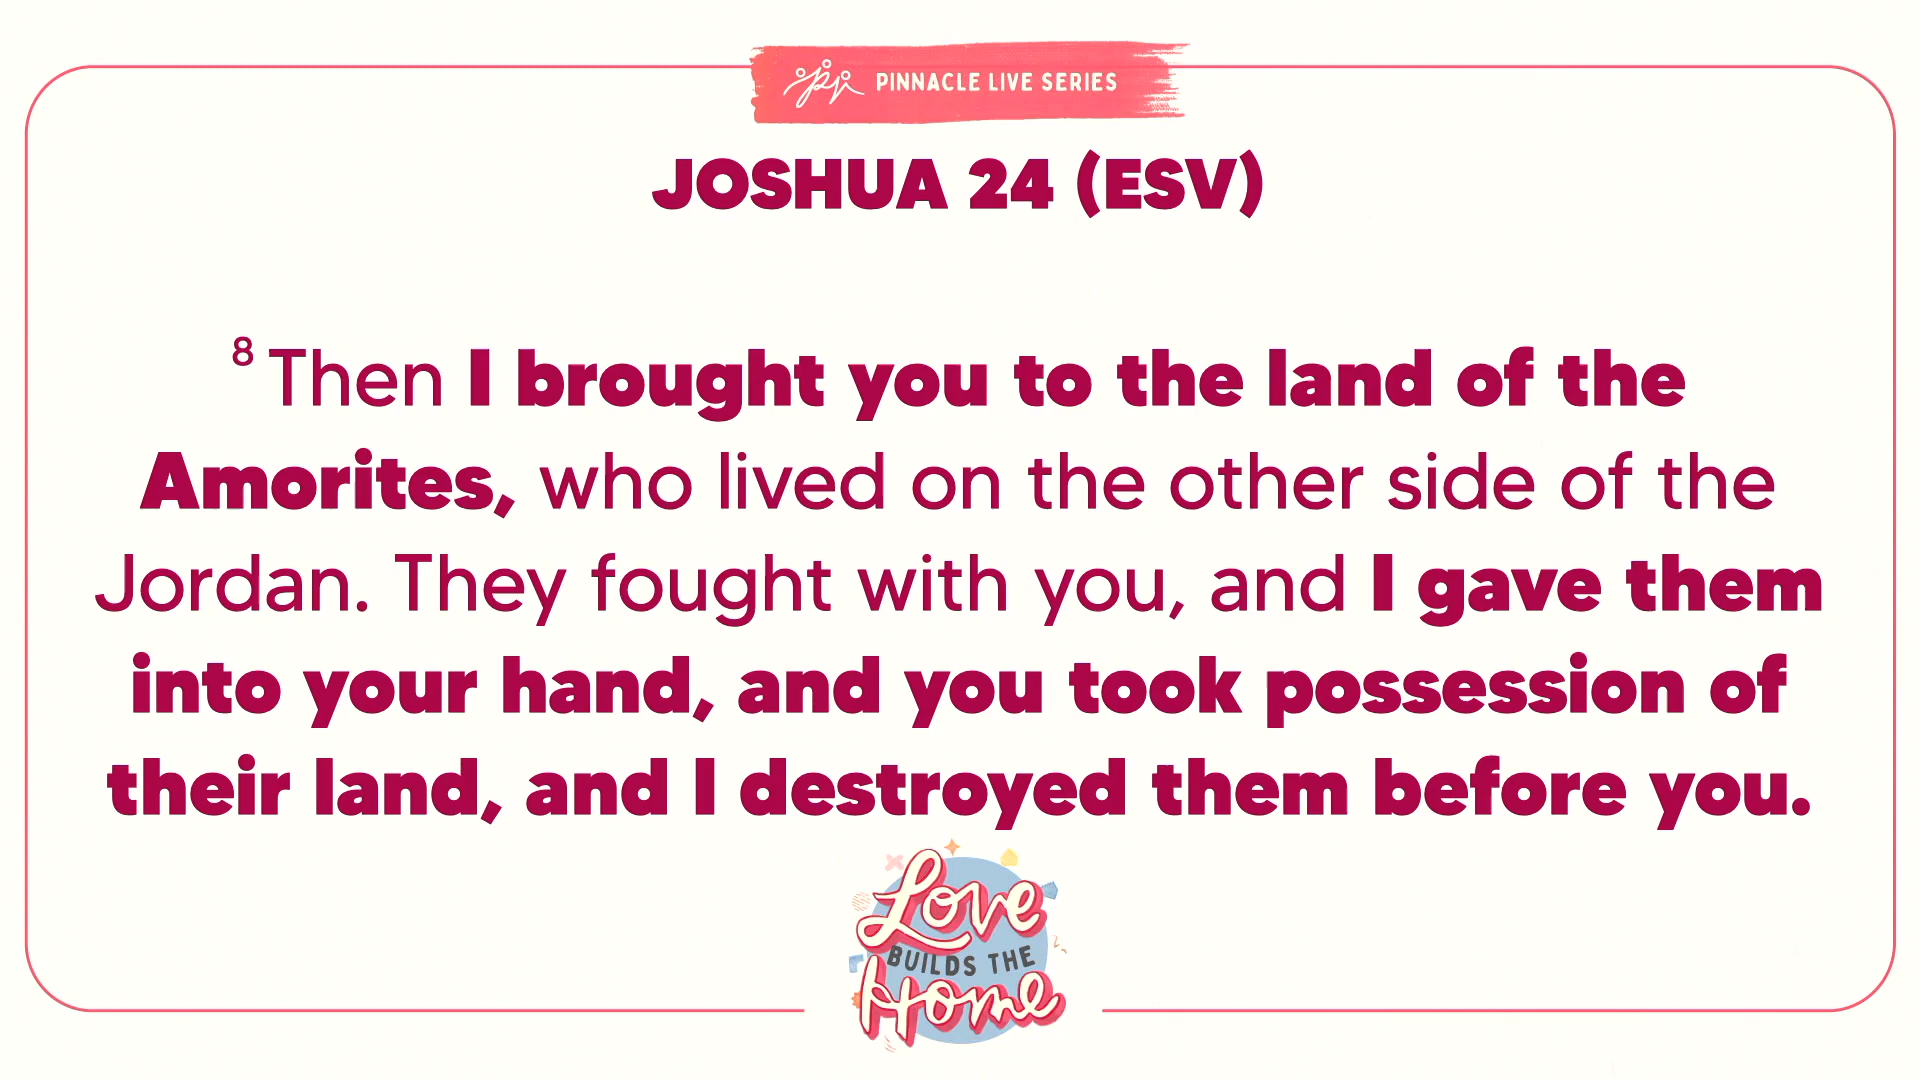 PINNACLE LIVE SERIES
JOSHUA 24 (ESV)
8 Then I brought you to the land of the
Amorites, who lived on the other side of the
Jordan. They fought with you, and I gave them
into your hand, and you took possession of
their land, and I destroyed them before you.
Love
BUILDS THE
Home